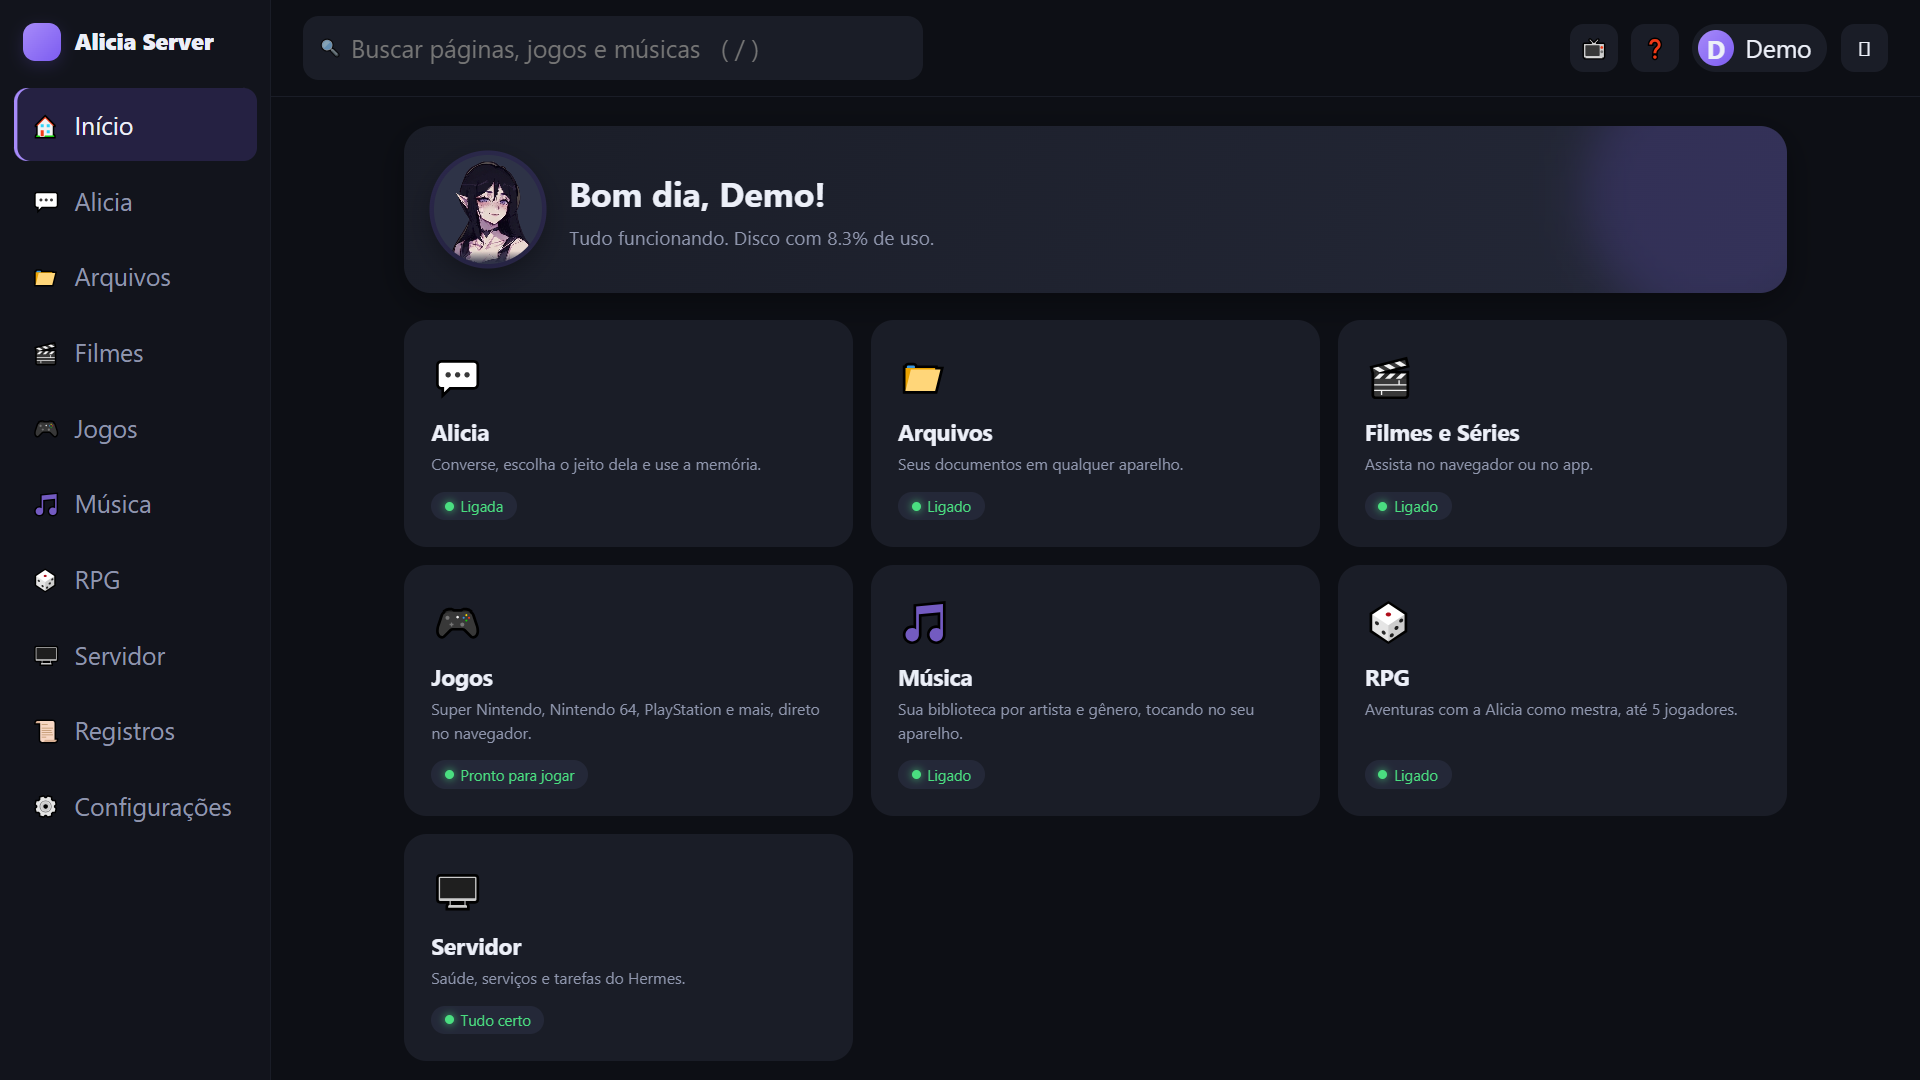 Alicia Server
Buscar páginas, jogos e músicas ( / )
D Demo
Início
Alicia
Arquivos
Filmes
Jogos
Música
RPG
Servidor
Registros
Configurações
Bom dia, Demo!
Tudo funcionando. Disco com 8.3% de uso.
Alicia
Converse, escolha o jeito dela e use a memória.
Ligada
Arquivos
Seus documentos em qualquer aparelho.
Ligado
Filmes e Séries
Assista no navegador ou no app.
Ligado
Jogos
Super Nintendo, Nintendo 64, PlayStation e mais, direto
no navegador.
Pronto para jogar
Música
Sua biblioteca por artista e gênero, tocando no seu
aparelho.
Ligado
RPG
Aventuras com a Alicia como mestra, até 5 jogadores.
Ligado
Servidor
Saúde, serviços e tarefas do Hermes.
Tudo certo